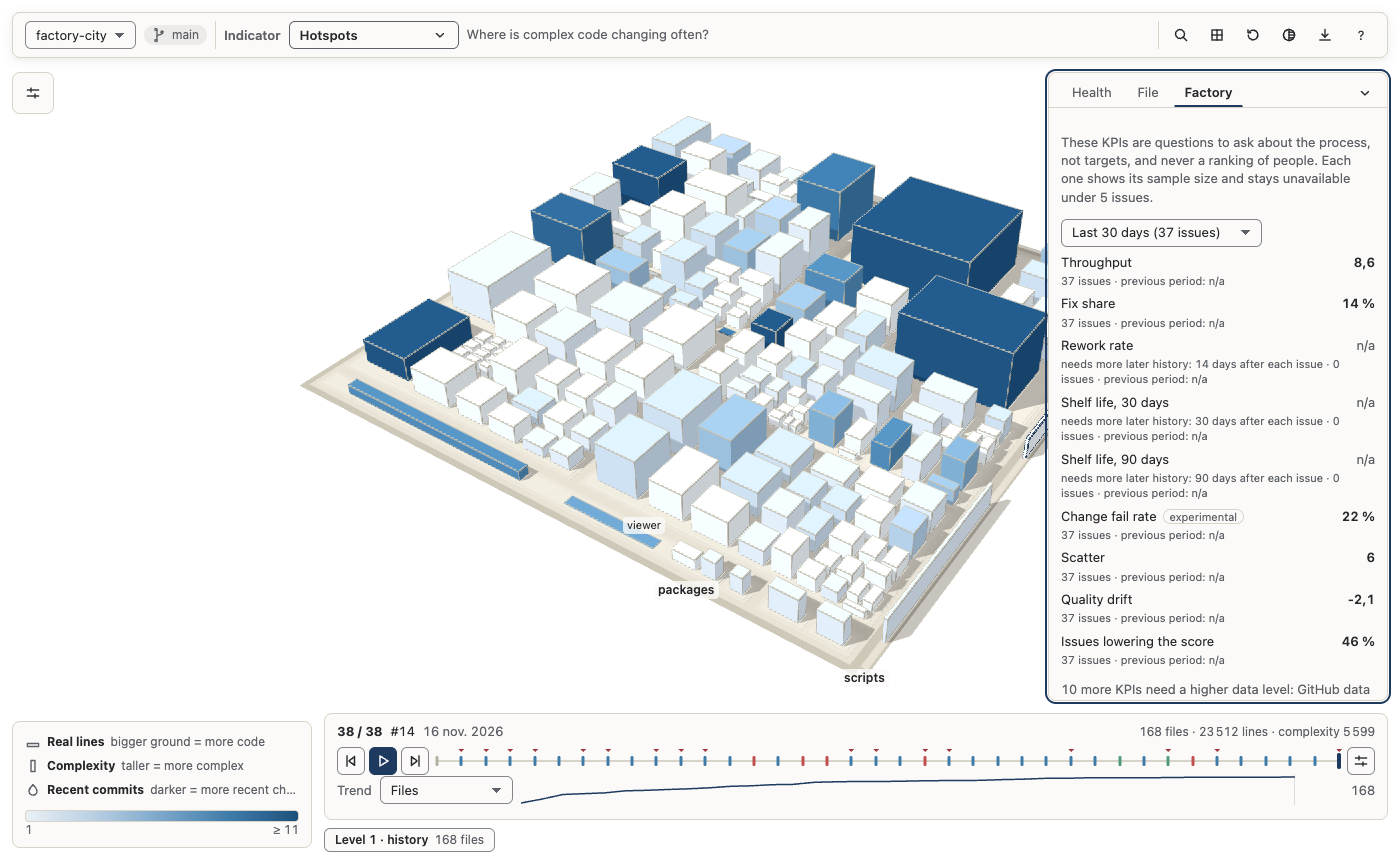 factory-city
main
Indicator
Hotspots
Where is complex code changing often?
?
Health
File
Factory
These KPIs are questions to ask about the process,
not targets, and never a ranking of people. Each
one shows its sample size and stays unavailable
under 5 issues.
Last 30 days (37 issues)
Throughput 8,6
37 issues · previous period: n/a
Fix share 14 %
37 issues · previous period: n/a
Rework rate n/a
needs more later history: 14 days after each issue · 0
issues · previous period: n/a
Shelf life, 30 days n/a
needs more later history: 30 days after each issue · 0
issues · previous period: n/a
Shelf life, 90 days n/a
needs more later history: 90 days after each issue · 0
issues · previous period: n/a
Change fail rate experimental 22 %
37 issues · previous period: n/a
Scatter 6
37 issues · previous period: n/a
Quality drift -2,1
37 issues · previous period: n/a
Issues lowering the score 46 %
37 issues · previous period: n/a
10 more KPIs need a higher data level: GitHub data
viewer
packages
scripts
Real lines bigger ground = more code
Complexity taller = more complex
Recent commits darker = more recent ch…
1 ≥ 11
38 / 38 #14 16 nov. 2026
168 files · 23 512 lines · complexity 5 599
Trend
Files
168
Level 1 · history 168 files